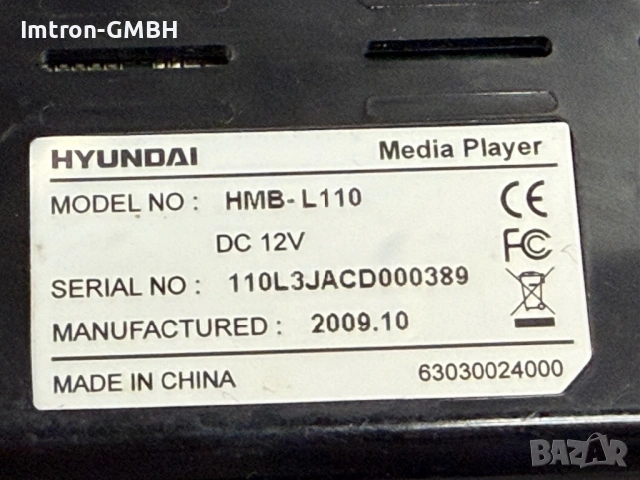 Imtron-GMBH
HYUNDAI Media Player
MODEL NO : HMB-L110
DC 12V
SERIAL NO : 110L3JACD000389
MANUFACTURED : 2009.10
MADE IN CHINA 63030024000
CE
FC
BAZAR